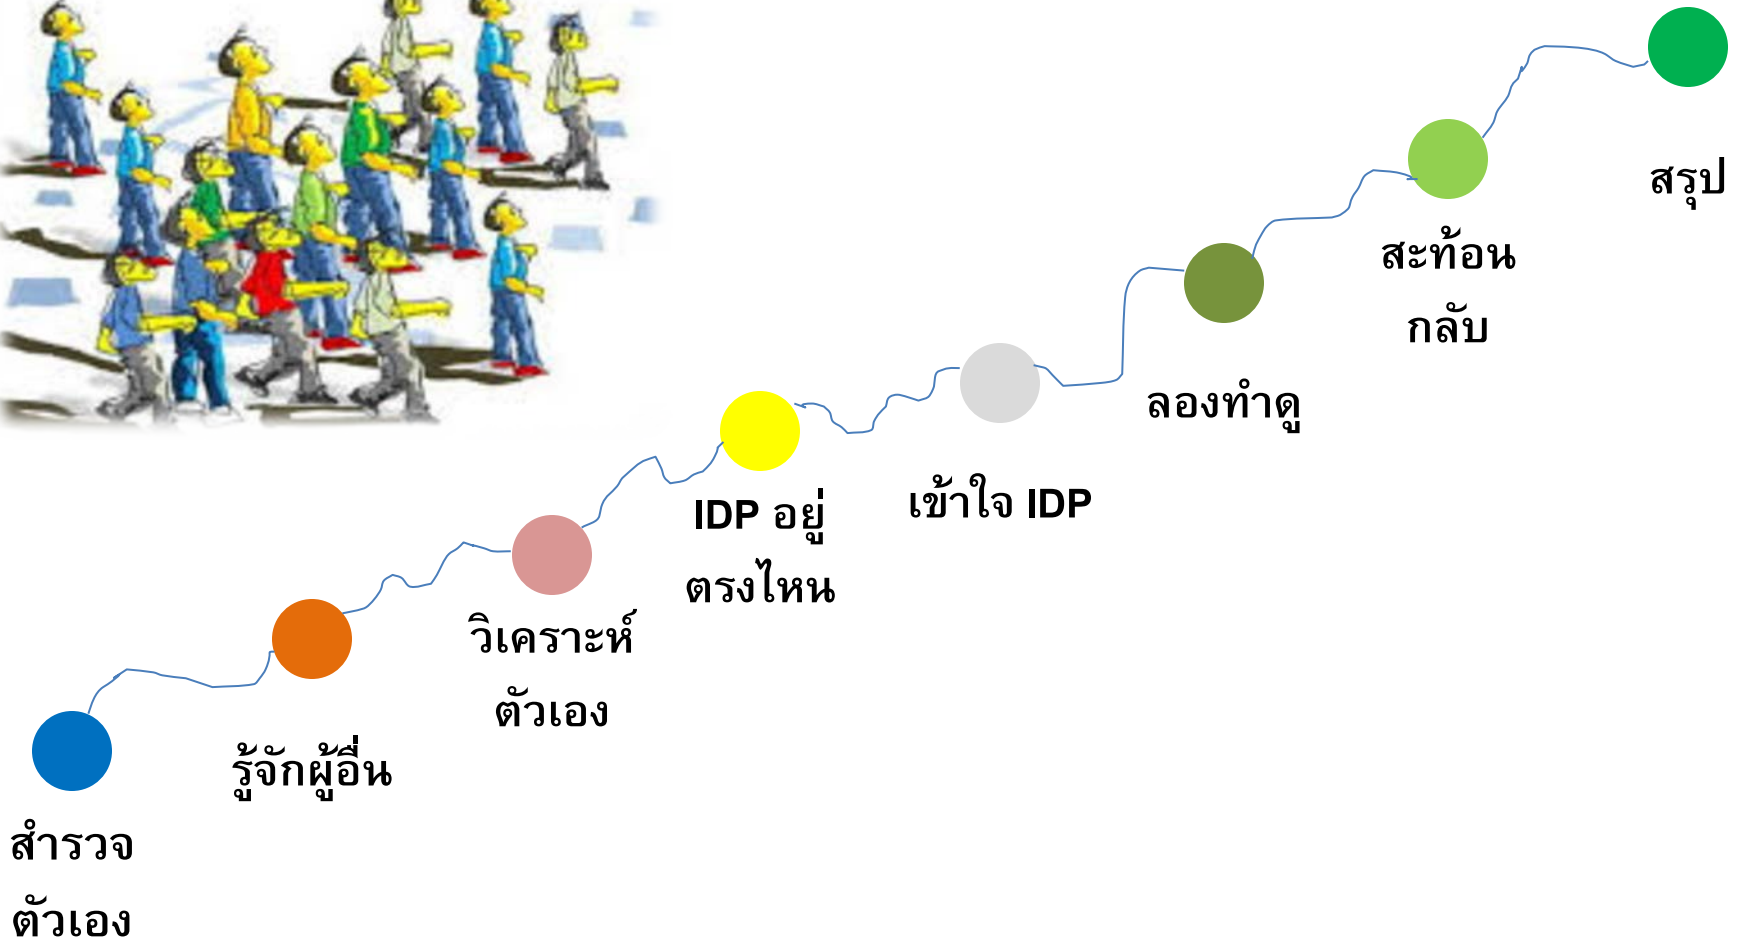 สำรวจ
ตัวเอง
รู้จักผู้อื่น
วิเคราะห์
ตัวเอง
IDP อยู่
ตรงไหน
เข้าใจ IDP
ลองทำดู
สะท้อน
กลับ
สรุป